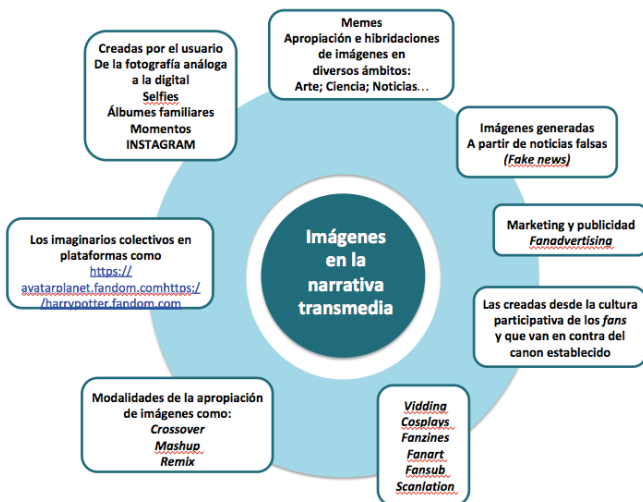 Memes
Apropiación e hibridaciones
de imágenes en
diversos ámbitos:
Arte; Ciencia; Noticias…
Creadas por el usuario
De la fotografía análoga
a la digital
Selfies
Álbumes familiares
Momentos
INSTAGRAM
Imágenes generadas
A partir de noticias falsas
(Fake news)
Marketing y publicidad
Fanadvertising
Los imaginarios colectivos en
plataformas como
https://
avatarplanet.fandom.comhttps:/
/harrypotter.fandom.com
Imágenes
en la
narrativa
transmedia
Las creadas desde la cultura
participativa de los fans
y que van en contra del
canon establecido
Modalidades de la apropiación
de imágenes como:
Crossover
Mashup
Remix
Vidding
Cosplays
Fanzines
Fanart
Fansub
Scanlation